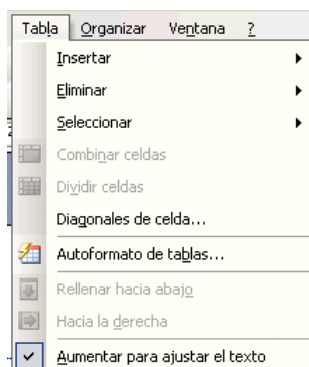 Tabla Organizar Ventana ?
Insertar
Eliminar
Seleccionar
Combinar celdas
Dividir celdas
Diagonales de celda...
Autoformato de tablas...
Rellenar hacia abajo
Hacia la derecha
Aumentar para ajustar el texto